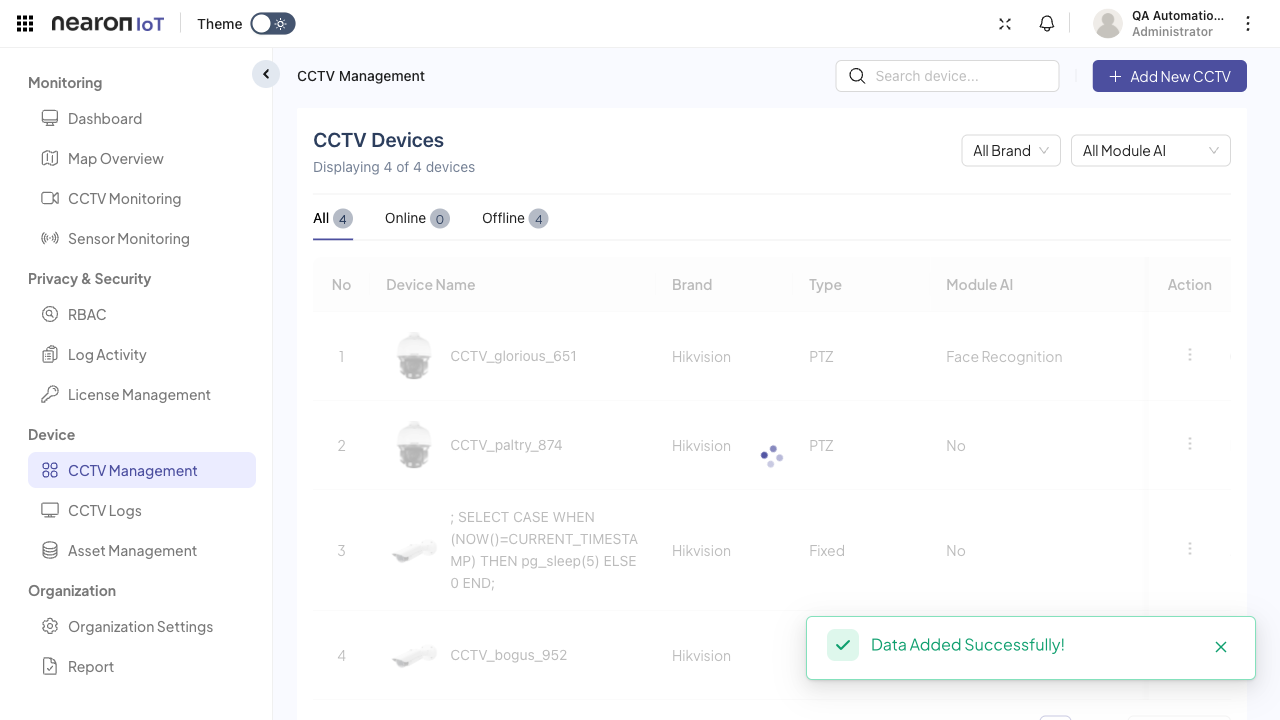 nearon IoT
Theme
QA Automatio...
Administrator
Monitoring
Dashboard
Map Overview
CCTV Monitoring
Sensor Monitoring
Privacy & Security
RBAC
Log Activity
License Management
Device
CCTV Management
CCTV Logs
Asset Management
Organization
Organization Settings
Report
CCTV Management
Search device...
Add New CCTV
CCTV Devices
Displaying 4 of 4 devices
All Brand
All Module AI
All 4
Online 0
Offline 4
No Device Name Brand Type Module AI Action
1 CCTV_glorious_651 Hikvision PTZ Face Recognition
2 CCTV_paltry_874 Hikvision PTZ No
; SELECT CASE WHEN
(NOW()=CURRENT_TIMESTA
3 Hikvision Fixed No
MP) THEN pg_sleep(5) ELSE
0 END;
4 CCTV_bogus_952 Hikvision
Data Added Successfully!